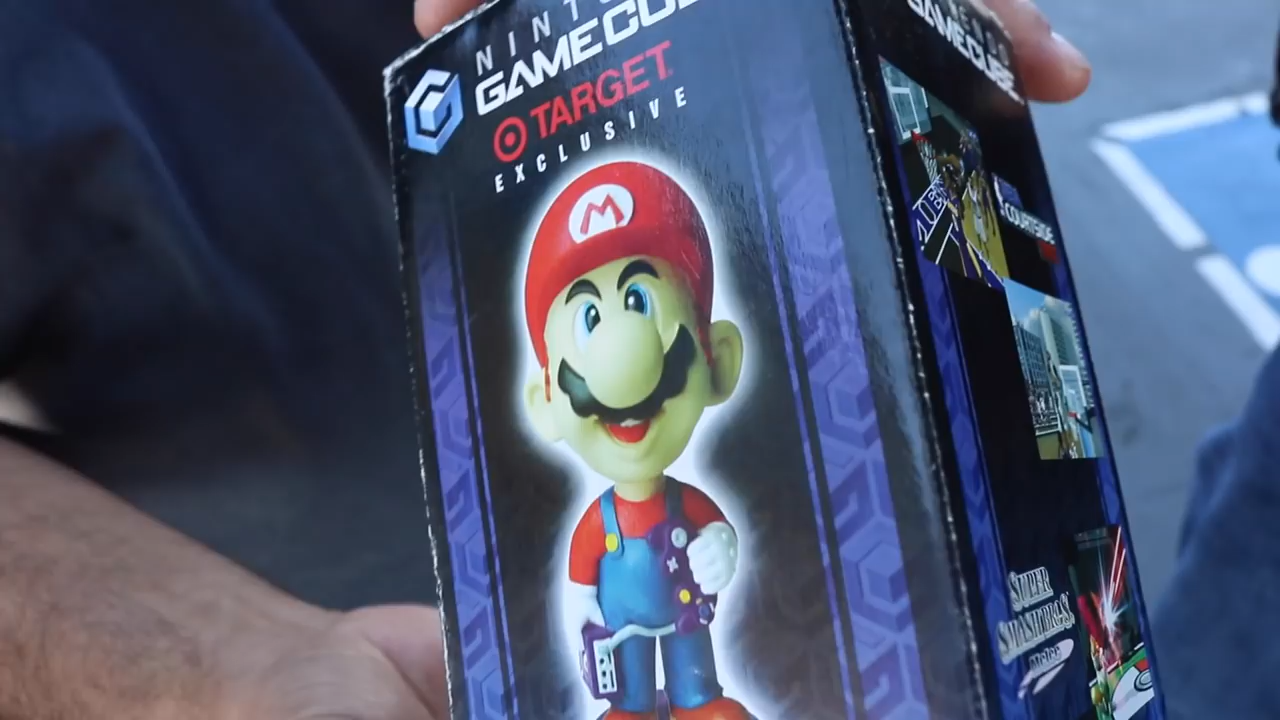 GAMECUBE
TARGET
EXCLUSIVE
M
GAMECUBE
COURTSIDE
SUPER
SMASH BROS.
Melee